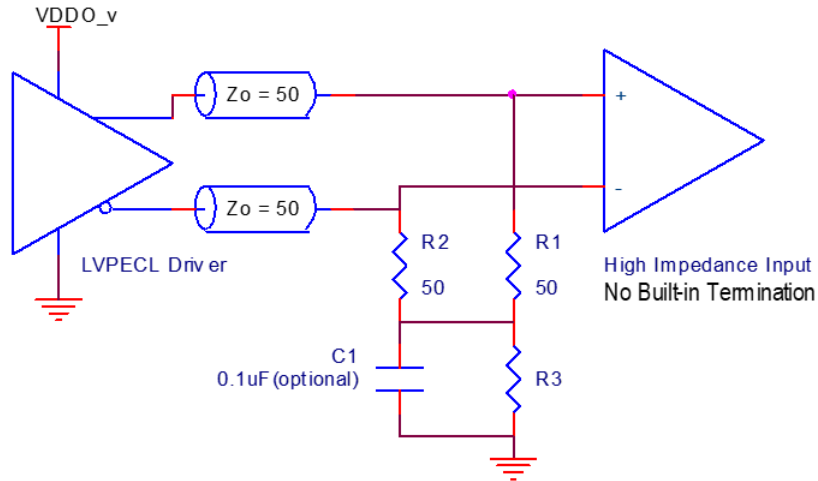 VDDO_v
Zo = 50
+
Zo = 50
-
LVPECL Driver
R2
50
R1
50
High Impedance Input
No Built-in Termination
C1
0.1uF(optional)
R3